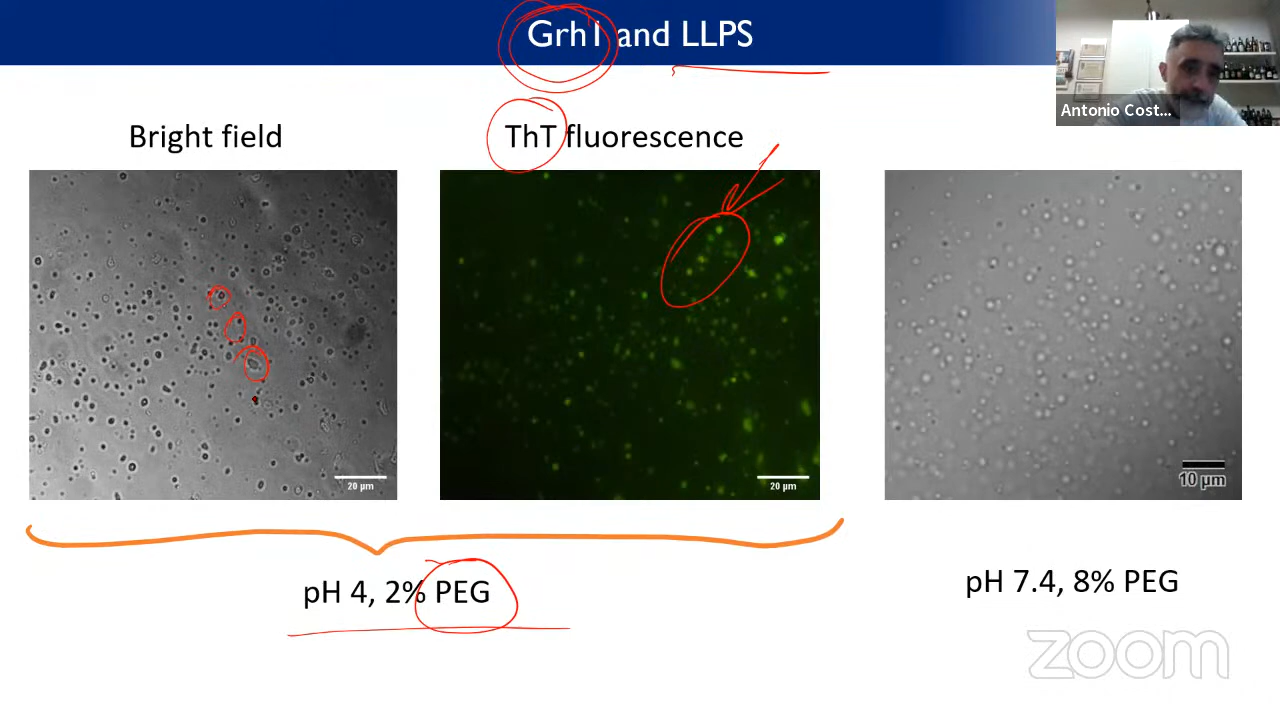 Grh1 and LLPS
Antonio Cost...
Bright field
ThT fluorescence
20 µm
20 µm
10 µm
pH 4, 2% PEG
pH 7.4, 8% PEG
zoom